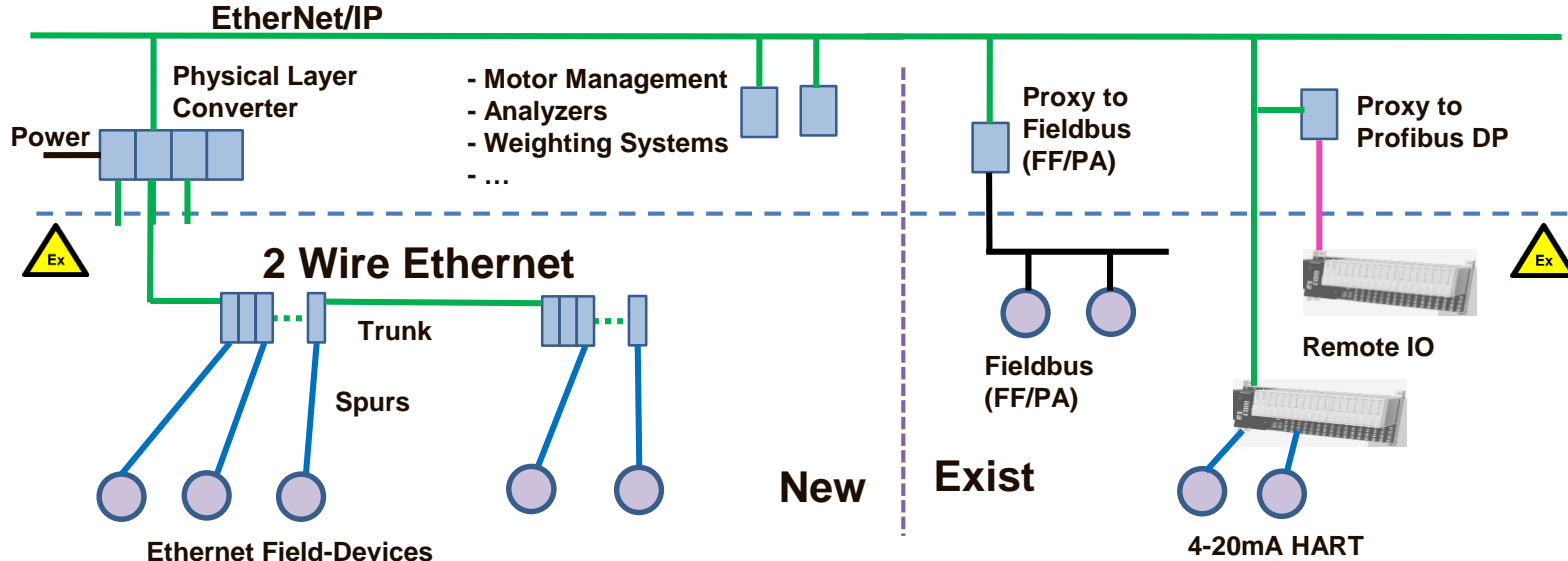 EtherNet/IP
Physical Layer
Converter
Power
- Motor Management
- Analyzers
- Weighting Systems
- …
Proxy to
Fieldbus
(FF/PA)
Proxy to
Profibus DP
Ex
2 Wire Ethernet
Trunk
Spurs
Ethernet Field-Devices
New
Exist
Fieldbus
(FF/PA)
Ex
Remote IO
4-20mA HART